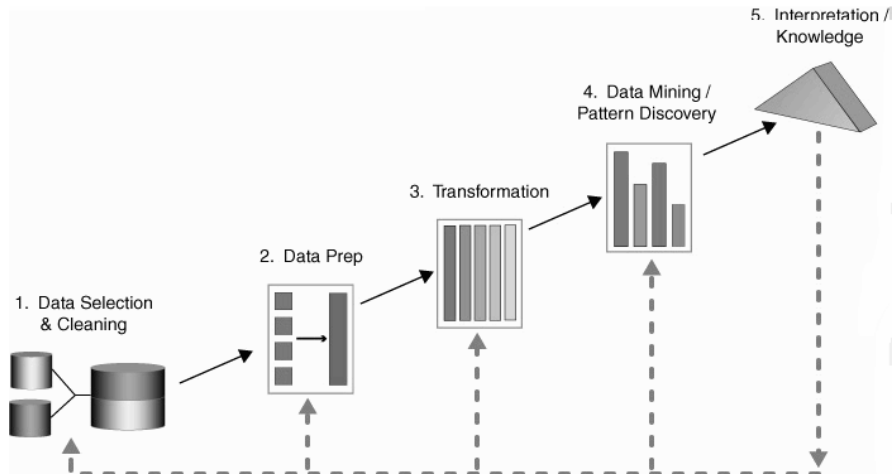 1. Data Selection
& Cleaning
2. Data Prep
3. Transformation
4. Data Mining /
Pattern Discovery
5. Interpretation /
Knowledge